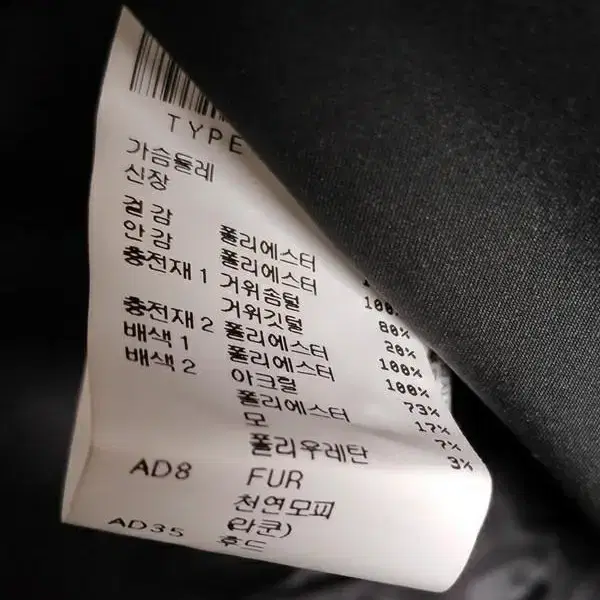 TYPE
가슴둘레
신장
겉 감 폴리에스터
안 감 폴리에스터 100%
충전재 1 거위솜털 80%
거위깃털 20%
충전재 2 폴리에스터 100%
배색 1 폴리에스터 100%
배색 2 아크릴 73%
폴리에스터 17%
모 7%
폴리우레탄 3%
AD8 FUR
천연모피
(라쿤)
AD35 후드